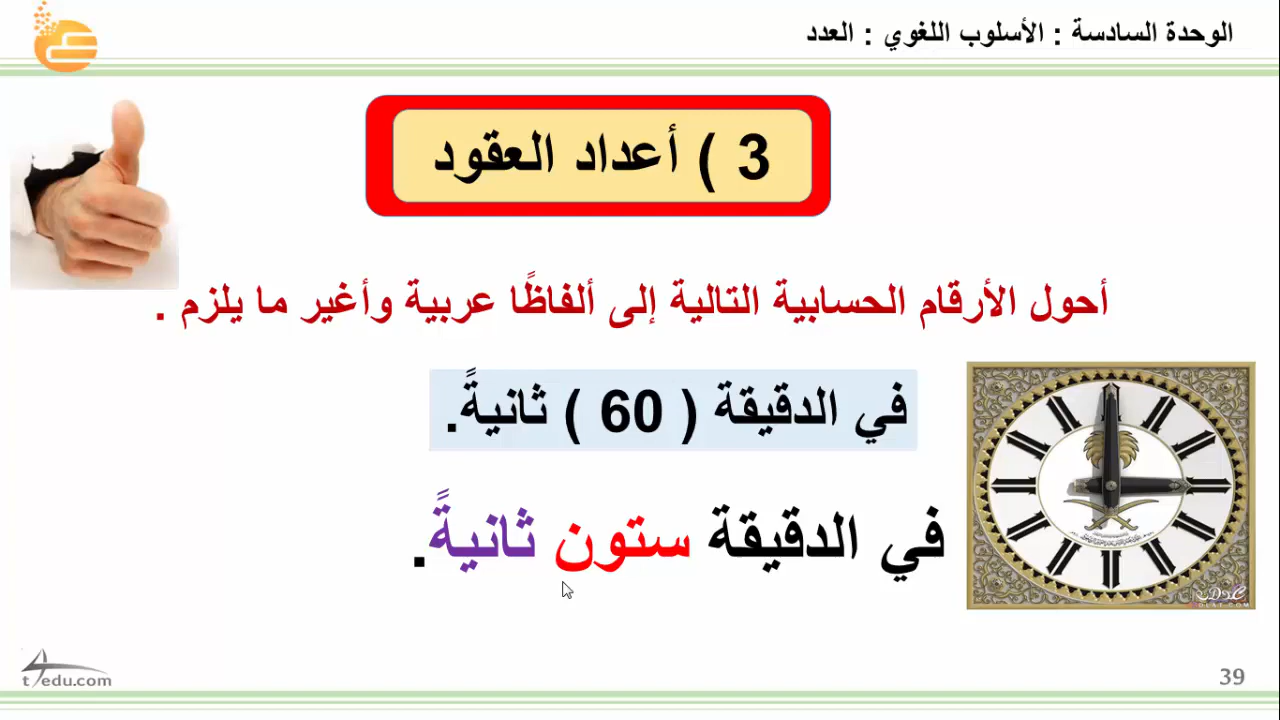 الوحدة السادسة : الأسلوب اللغوي : العدد
3 ) أعداد العقود
أحول الأرقام الحسابية التالية إلى ألفاظًا عربية وأغير ما يلزم .
في الدقيقة ( 60 ) ثانيةً.
في الدقيقة ستون ثانيةً.
t4edu.com
39